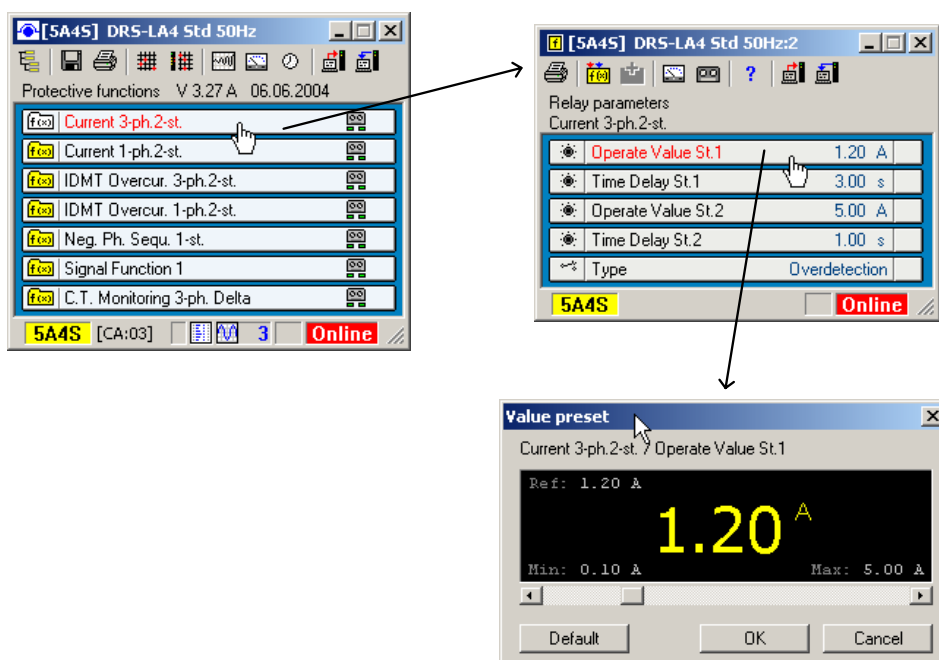 [5A4S] DRS-LA4 Std 50Hz
Protective functions V 3.27 A 06.06.2004
f(x) Current 3-ph.2-st.
f(x) Current 1-ph.2-st.
f(x) IDMT Overcur. 3-ph.2-st.
f(x) IDMT Overcur. 1-ph.2-st.
f(x) Neg. Ph. Sequ. 1-st.
f(x) Signal Function 1
f(x) C.T. Monitoring 3-ph. Delta
5A4S [CA:03] 3 Online
f [5A4S] DRS-LA4 Std 50Hz:2
f(x) ?
Relay parameters
Current 3-ph.2-st.
Operate Value St.1 1.20 A
Time Delay St.1 3.00 s
Operate Value St.2 5.00 A
Time Delay St.2 1.00 s
Type Overdetection
5A4S Online
Value preset
Current 3-ph.2-st. / Operate Value St.1
Ref: 1.20 A
1.20 A
Min: 0.10 A Max: 5.00 A
Default OK Cancel